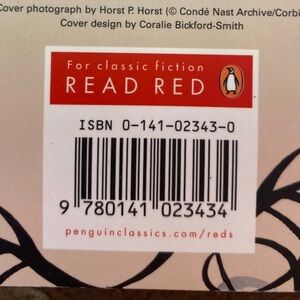 Cover photograph by Horst P. Horst (© Condé Nast Archive/Corbi
Cover design by Coralie Bickford-Smith
For classic fiction
READ RED
ISBN 0-141-02343-0
9 780141 023434
penguinclassics.com/reds